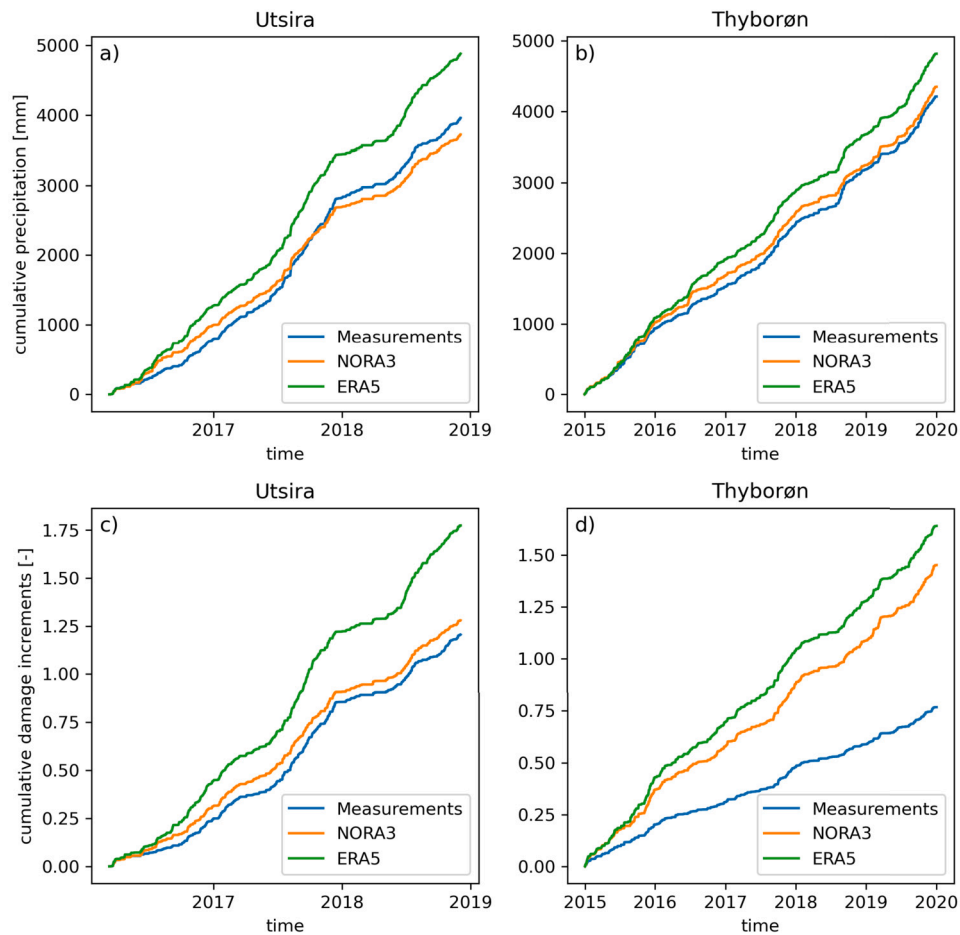 Utsira
a)
cumulative precipitation [mm]
5000
4000
3000
2000
1000
0
Measurements
NORA3
ERA5
2017
2018
2019
time
Thyborøn
b)
5000
4000
3000
2000
1000
0
Measurements
NORA3
ERA5
2015
2016
2017
2018
2019
2020
time
Utsira
c)
cumulative damage increments [-]
1.75
1.50
1.25
1.00
0.75
0.50
0.25
0.00
Measurements
NORA3
ERA5
2017
2018
2019
time
Thyborøn
d)
1.50
1.25
1.00
0.75
0.50
0.25
0.00
Measurements
NORA3
ERA5
2015
2016
2017
2018
2019
2020
time